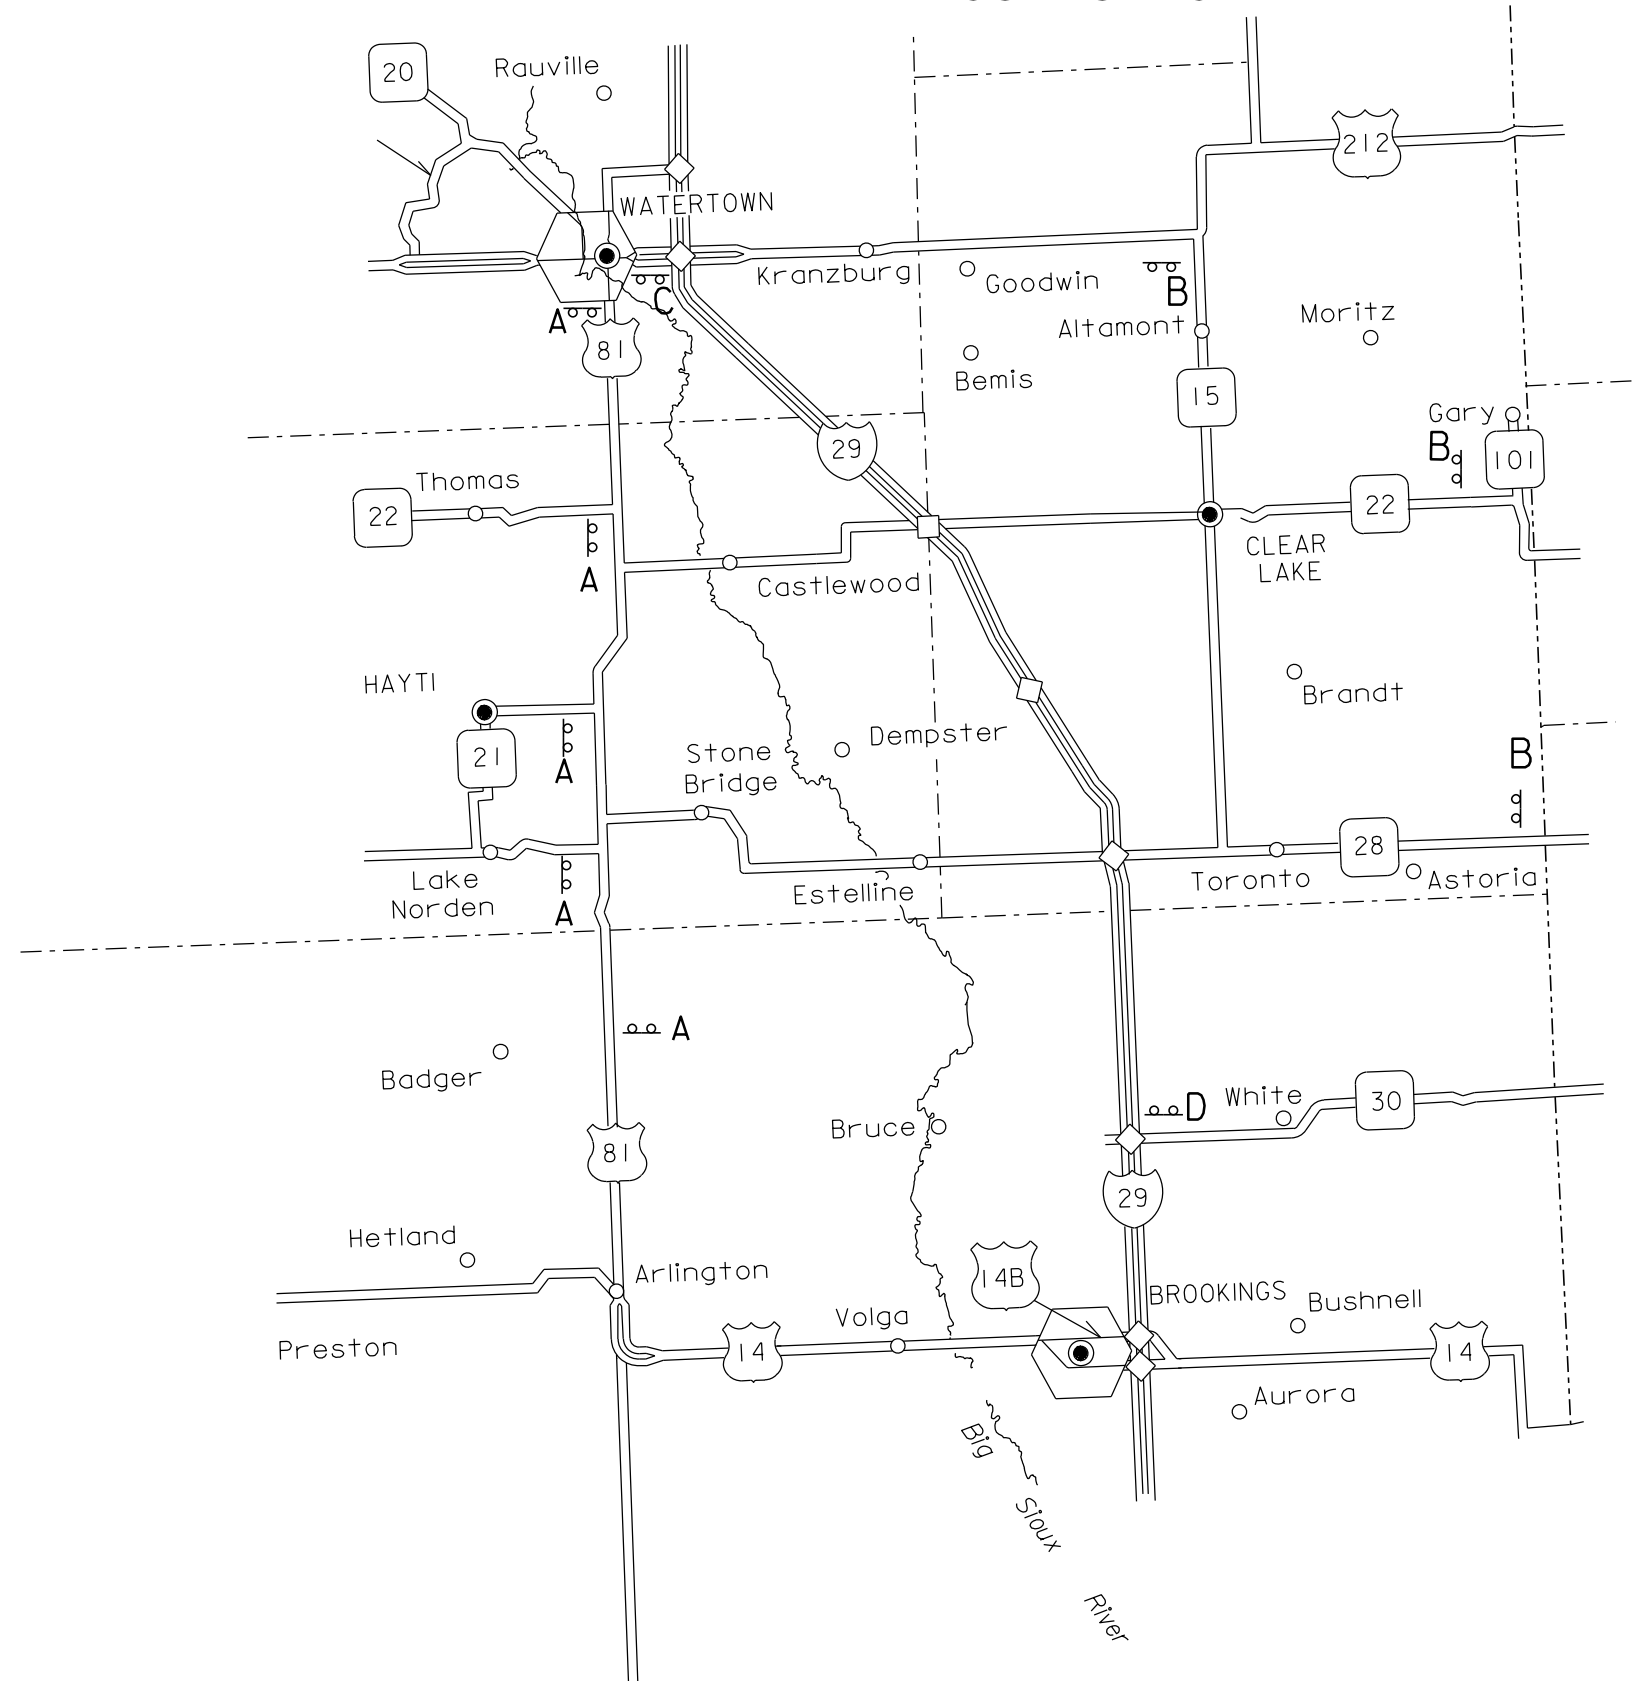 Rauville
20
212
WATERTOWN
Kranzburg
Goodwin
B
C
A
Moritz
Altamont
81
Bemis
15
Gary
B
29
101
Thomas
22
22
CLEAR
LAKE
A
Castlewood
HAYTI
Brandt
Dempster
Stone
Bridge
21
A
B
28
Lake
Norden
Estelline
Toronto
Astoria
A
A
Badger
White
D
30
Bruce
81
29
Hetland
Arlington
14B
BROOKINGS
Bushnell
Volga
Preston
14
14
Aurora
Big
Sioux
River